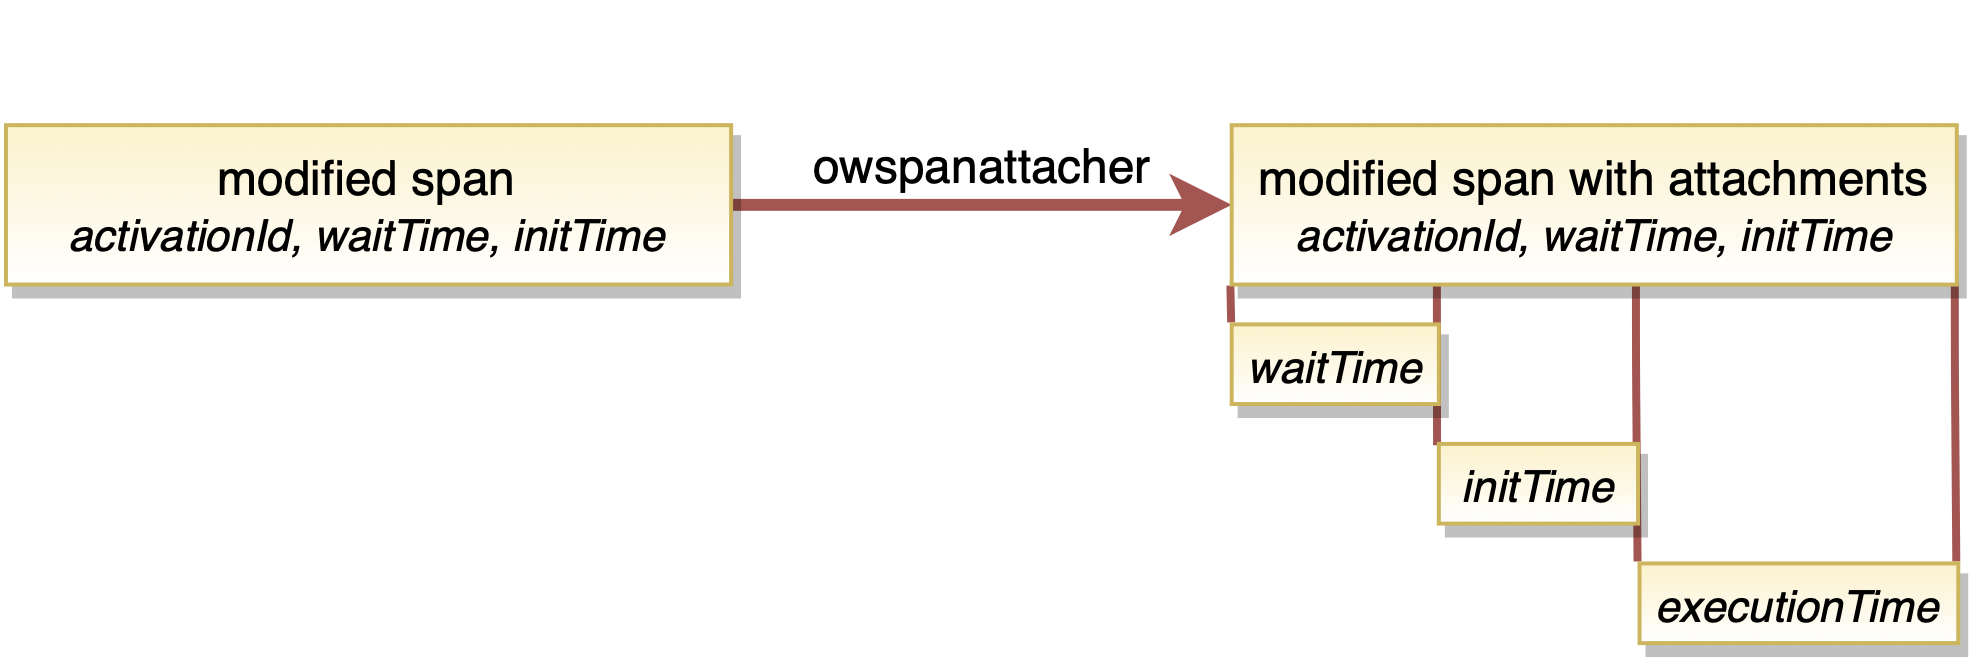 modified span
activationId, waitTime, initTime
owspanattacher
modified span with attachments
activationId, waitTime, initTime
waitTime
initTime
executionTime